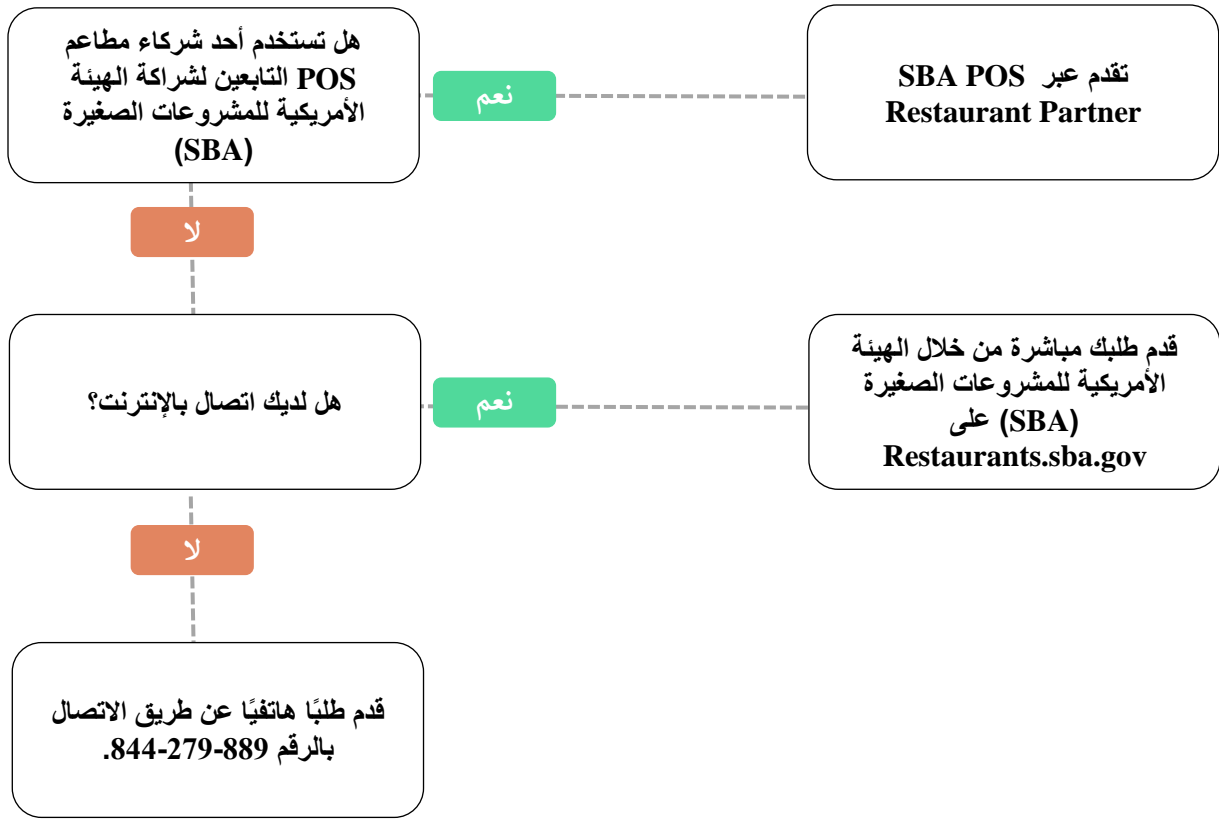 هل تستخدم أحد شركاء مطاعم
POS التابعين لشراكة الهيئة
الأمريكية للمشروعات الصغيرة
(SBA)
نعم
تقدم عبر SBA POS
Restaurant Partner
لا
هل لديك اتصال بالإنترنت؟
نعم
قدم طلبك مباشرة من خلال الهيئة
الأمريكية للمشروعات الصغيرة
(SBA) على
Restaurants.sba.gov
لا
قدم طلبًا هاتفيًا عن طريق الاتصال
بالرقم 844-279-889.